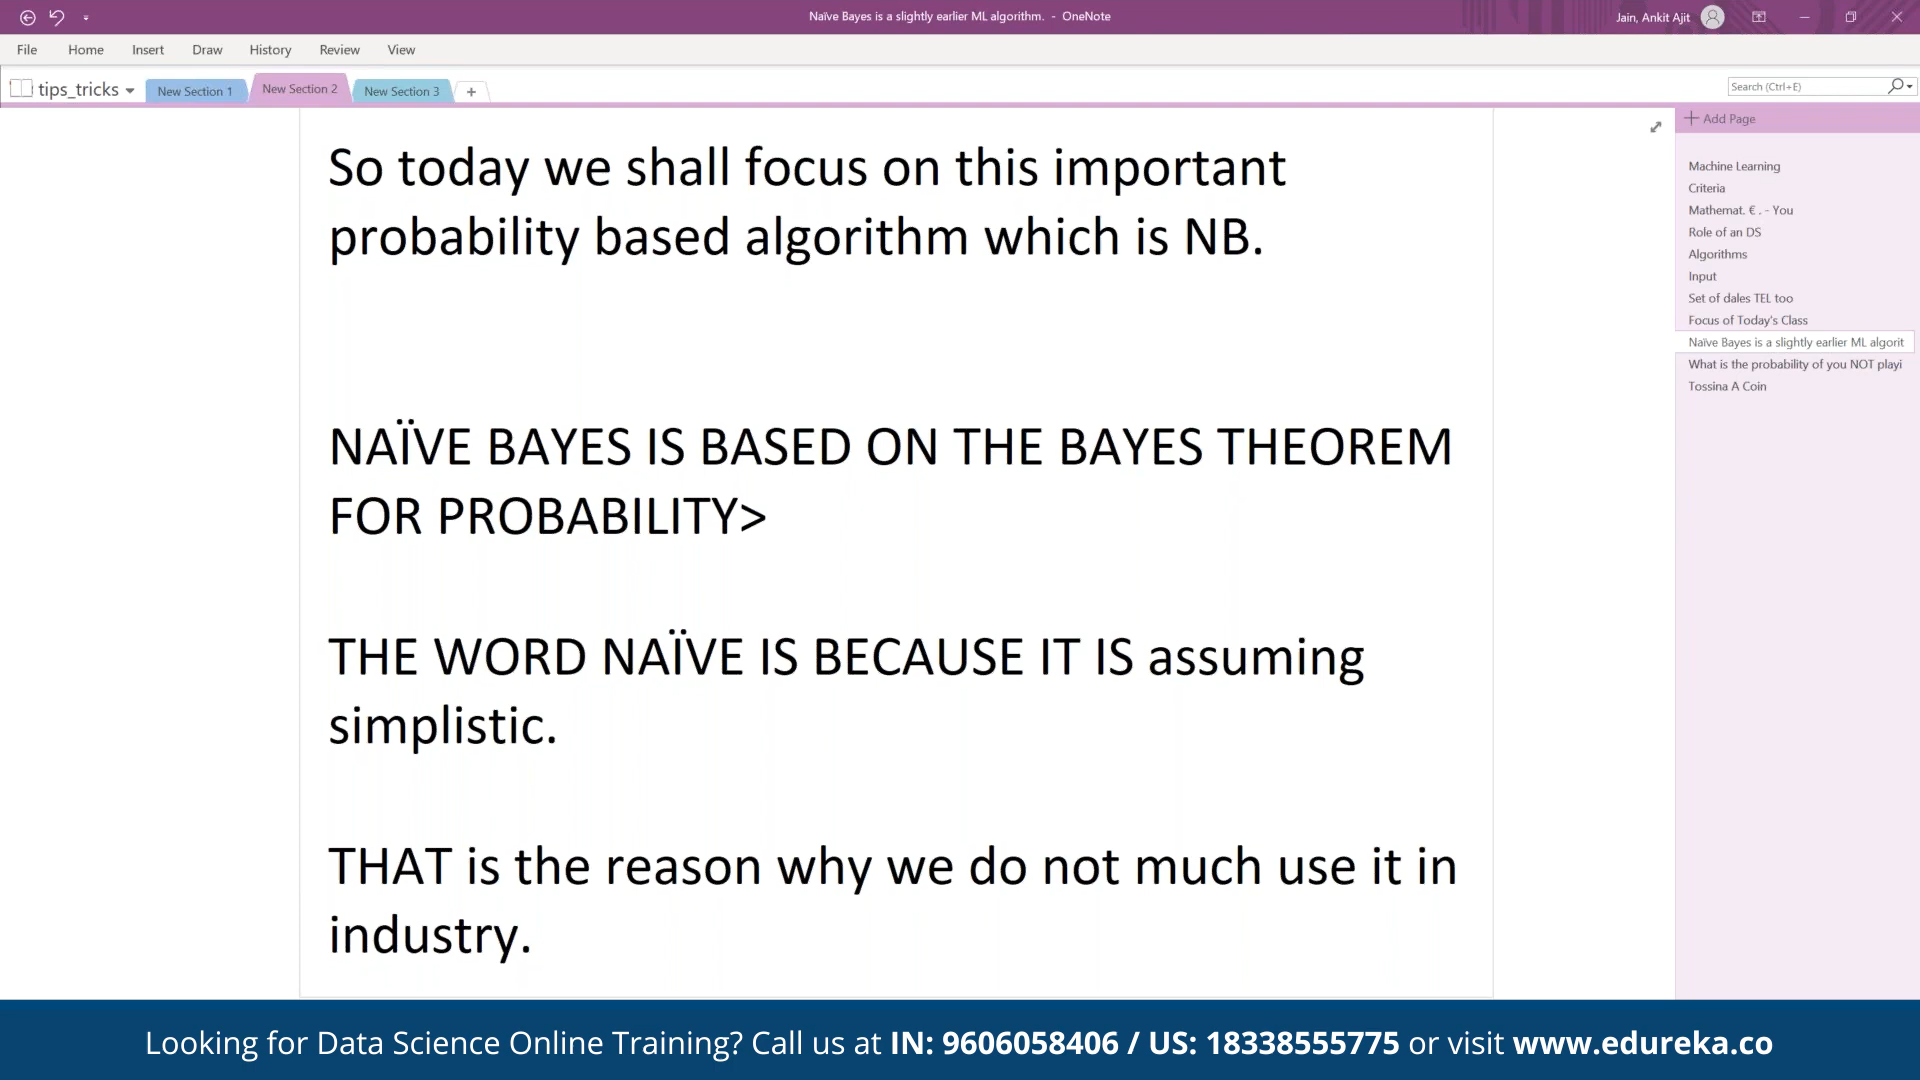 Naïve Bayes is a slightly earlier ML algorithm. - OneNote
Jain, Ankit Ajit
File Home Insert Draw History Review View
tips_tricks
New Section 1
New Section 2
New Section 3
+
Search (Ctrl+E)
So today we shall focus on this important
probability based algorithm which is NB.
NAÏVE BAYES IS BASED ON THE BAYES THEOREM
FOR PROBABILITY>
THE WORD NAÏVE IS BECAUSE IT IS assuming
simplistic.
THAT is the reason why we do not much use it in
industry.
Add Page
Machine Learning
Criteria
Mathemat. € . - You
Role of an DS
Algorithms
Input
Set of dales TEL too
Focus of Today's Class
Naïve Bayes is a slightly earlier ML algorit
What is the probability of you NOT playi
Tossina A Coin
Looking for Data Science Online Training? Call us at IN: 9606058406 / US: 18338555775 or visit www.edureka.co